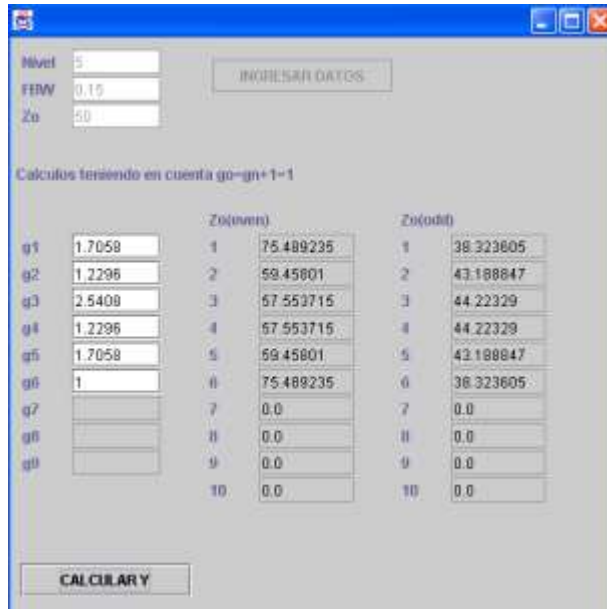 Nivel 5
FBW 0.15
Zo 50
INGRESAR DATOS
Calculos teniendo en cuenta go=gn+1=1
Zo(even) Zo(odd)
g1 1.7058 1 75.489235 1 38.323605
g2 1.2296 2 59.45801 2 43.188847
g3 2.5408 3 57.553715 3 44.22329
g4 1.2296 4 57.553715 4 44.22329
g5 1.7058 5 59.45801 5 43.188847
g6 1 6 75.489235 6 38.323605
g7 7 0.0 7 0.0
g8 8 0.0 8 0.0
g9 9 0.0 9 0.0
10 0.0 10 0.0
CALCULAR Y